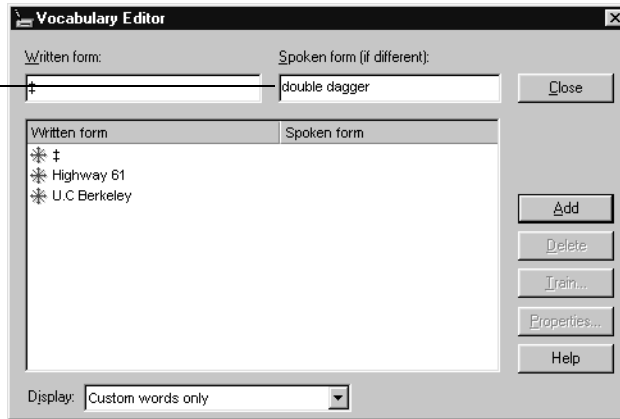 Vocabulary Editor
Written form: Spoken form (if different):
‡ double dagger Close
Written form Spoken form
‡
Highway 61
U.C Berkeley
Add
Delete
Train...
Properties...
Help
Display: Custom words only